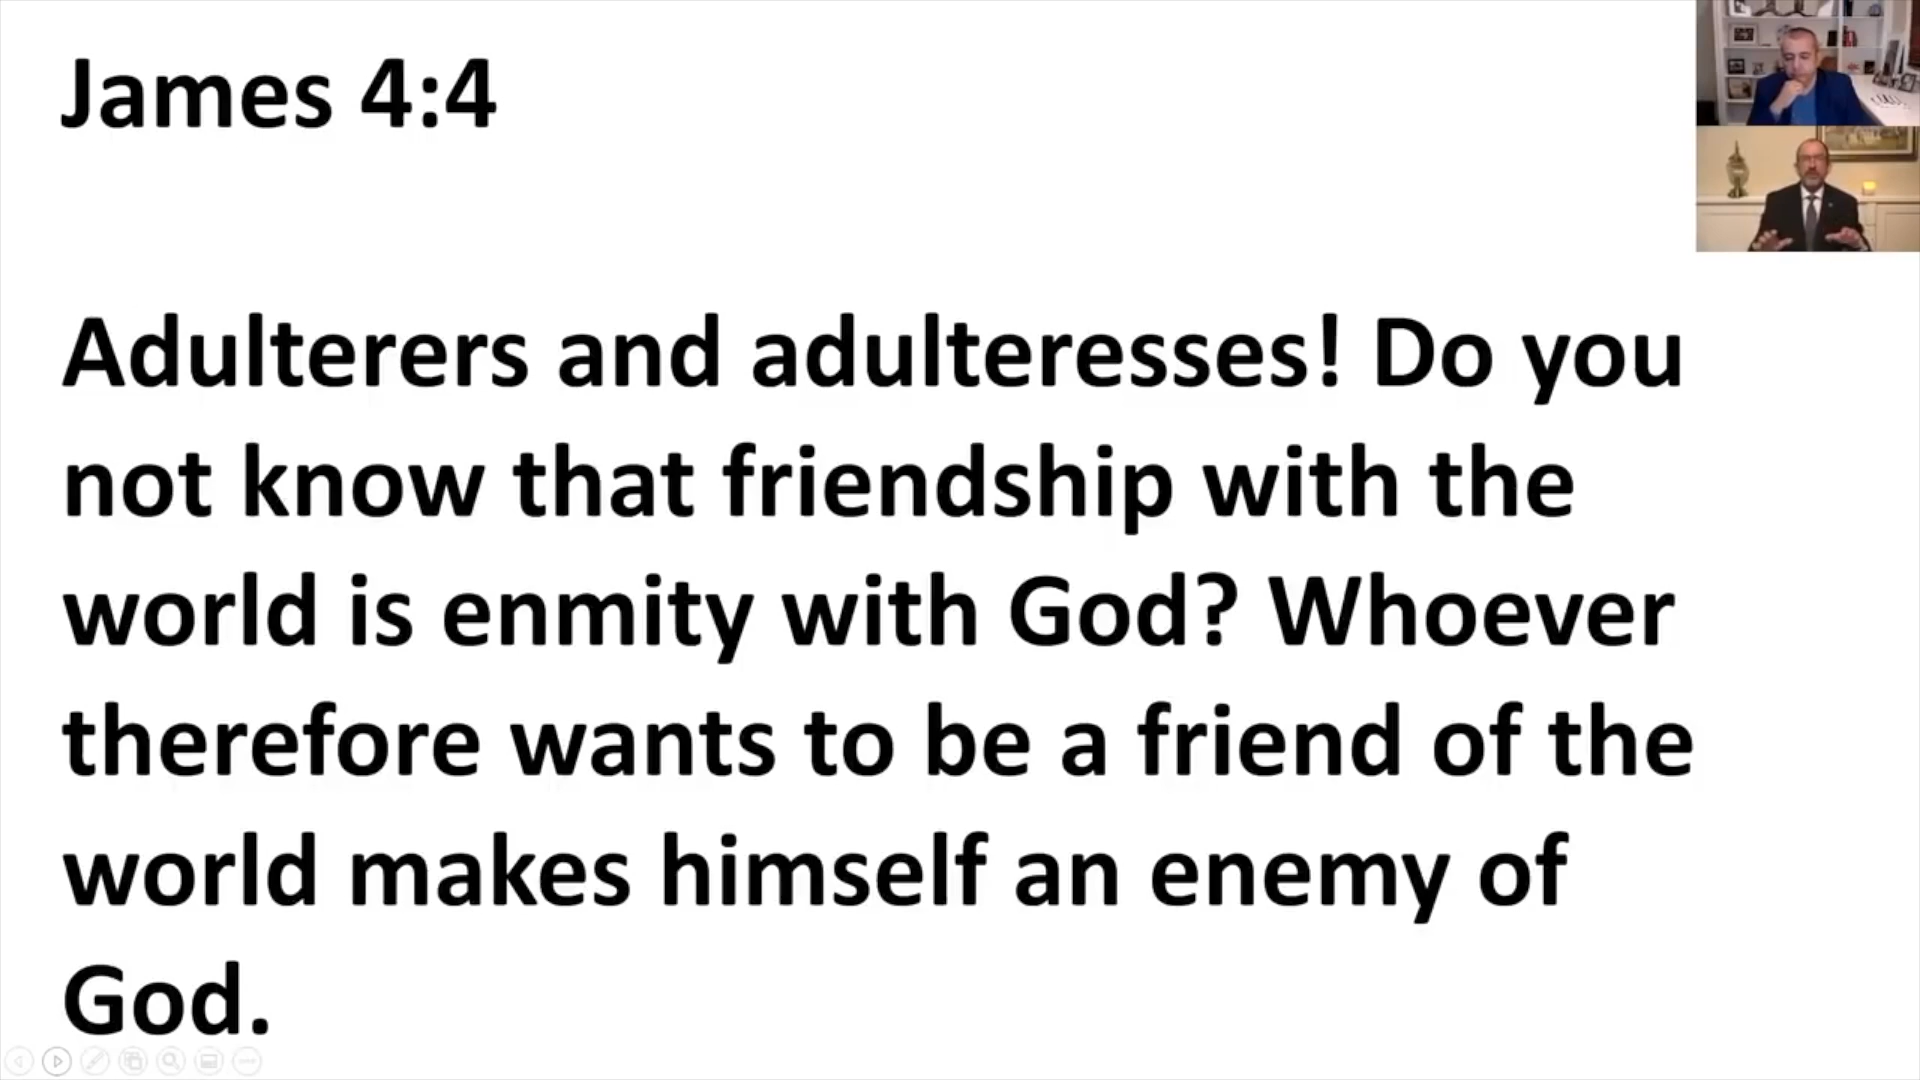 James 4:4
Adulterers and adulteresses! Do you
not know that friendship with the
world is enmity with God? Whoever
therefore wants to be a friend of the
world makes himself an enemy of
God.